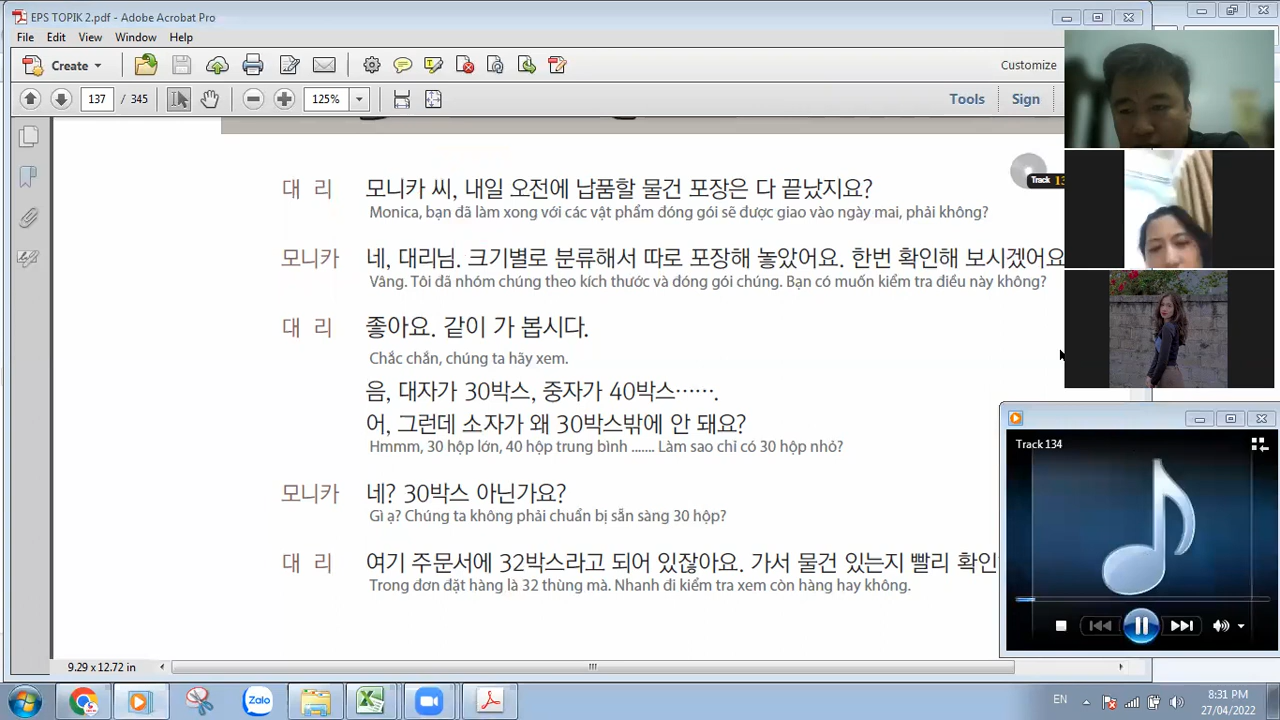 EPS TOPIK 2.pdf - Adobe Acrobat Pro
File Edit View Window Help
Create Customize
137 / 345 125% Tools Sign
Track 13
대 리 모니카 씨, 내일 오전에 납품할 물건 포장은 다 끝났지요?
Monica, bạn đã làm xong với các vật phẩm đóng gói sẽ được giao vào ngày mai, phải không?
모니카 네, 대리님. 크기별로 분류해서 따로 포장해 놓았어요. 한번 확인해 보시겠어요
Vâng. Tôi đã nhóm chúng theo kích thước và đóng gói chúng. Bạn có muốn kiểm tra điều này không?
대 리 좋아요. 같이 가 봅시다.
Chắc chắn, chúng ta hãy xem.
음, 대자가 30박스, 중자가 40박스…….
어, 그런데 소자가 왜 30박스밖에 안 돼요?
Hmmm, 30 hộp lớn, 40 hộp trung bình ....... Làm sao chỉ có 30 hộp nhỏ?
모니카 네? 30박스 아닌가요?
Gì ạ? Chúng ta không phải chuẩn bị sẵn sàng 30 hộp?
대 리 여기 주문서에 32박스라고 되어 있잖아요. 가서 물건 있는지 빨리 확인
Trong đơn đặt hàng là 32 thùng mà. Nhanh đi kiểm tra xem còn hàng hay không.
Track 134
9.29 x 12.72 in
Zalo
EN 8:31 PM
27/04/2022